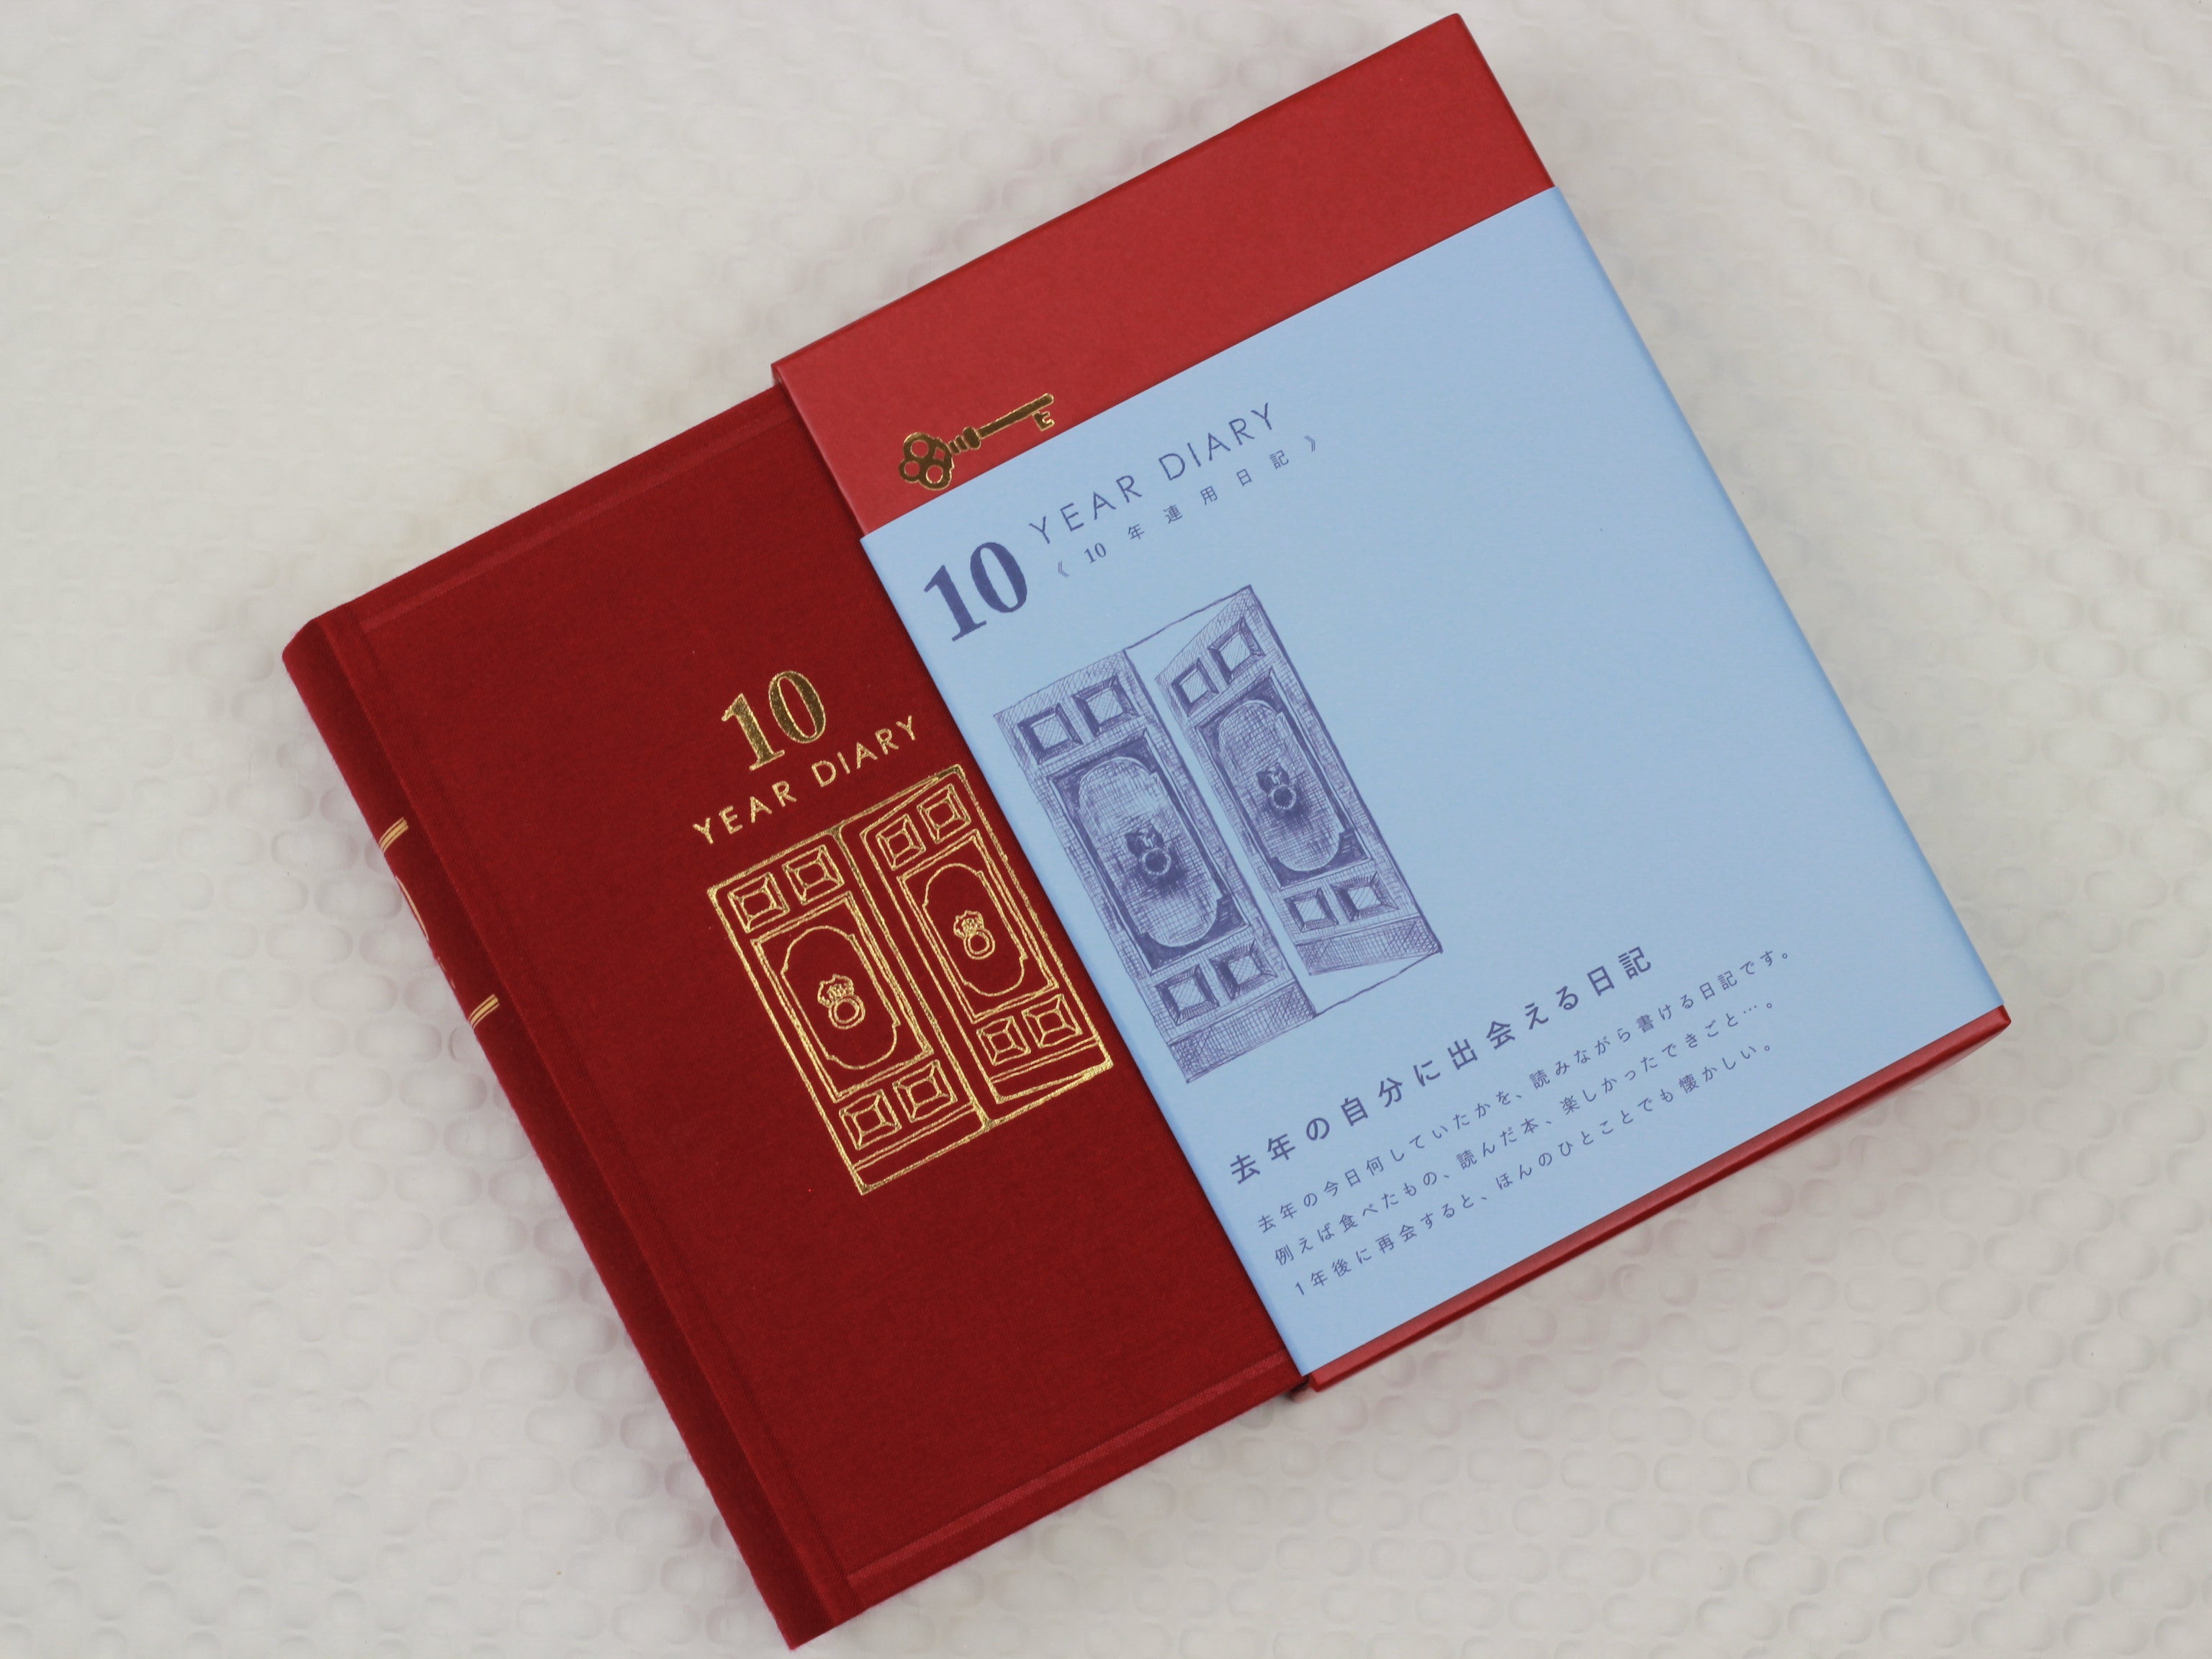 10
YEAR DIARY
10
YEAR DIARY
《10年連用日記》
去年の自分に出会える日記
去年の今日何していたかを、読みながら書ける日記です。
例えば食べたもの、読んだ本、楽しかったできごと…。
1年後に再会すると、ほんのひとことでも懐かしい。